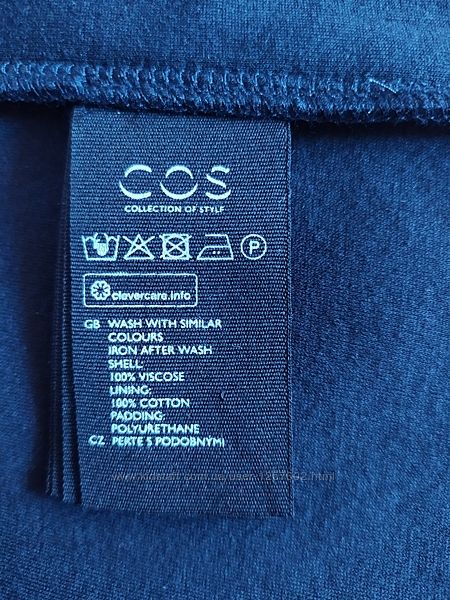 COS
COLLECTION OF STYLE
P
clevercare.info
GB WASH WITH SIMILAR
COLOURS
IRON AFTER WASH
SHELL:
100% VISCOSE
LINING:
100% COTTON
PADDING:
POLYURETHANE
CZ PERTE S PODOBNÝMI